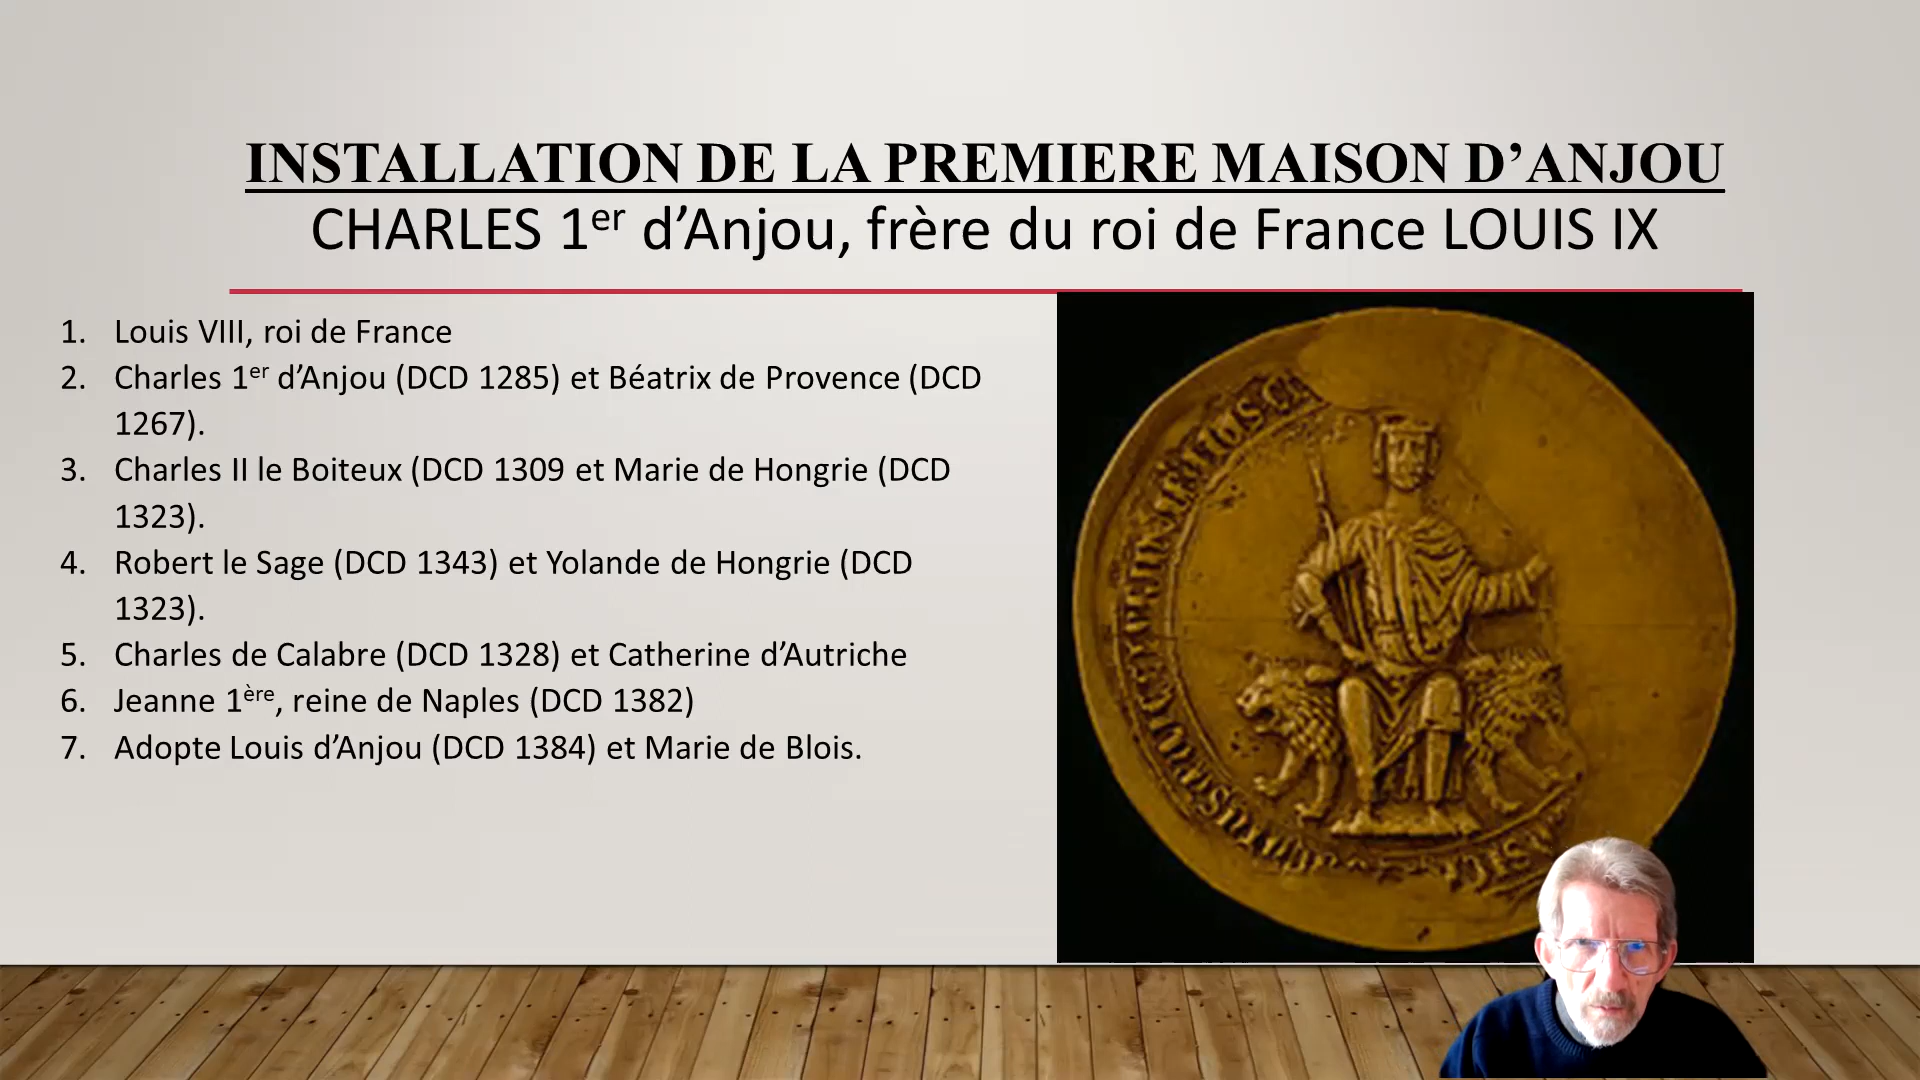 INSTALLATION DE LA PREMIERE MAISON D’ANJOU
CHARLES 1er d’Anjou, frère du roi de France LOUIS IX
1. Louis VIII, roi de France
2. Charles 1er d’Anjou (DCD 1285) et Béatrix de Provence (DCD
1267).
3. Charles II le Boiteux (DCD 1309 et Marie de Hongrie (DCD
1323).
4. Robert le Sage (DCD 1343) et Yolande de Hongrie (DCD
1323).
5. Charles de Calabre (DCD 1328) et Catherine d’Autriche
6. Jeanne 1ère, reine de Naples (DCD 1382)
7. Adopte Louis d’Anjou (DCD 1384) et Marie de Blois.